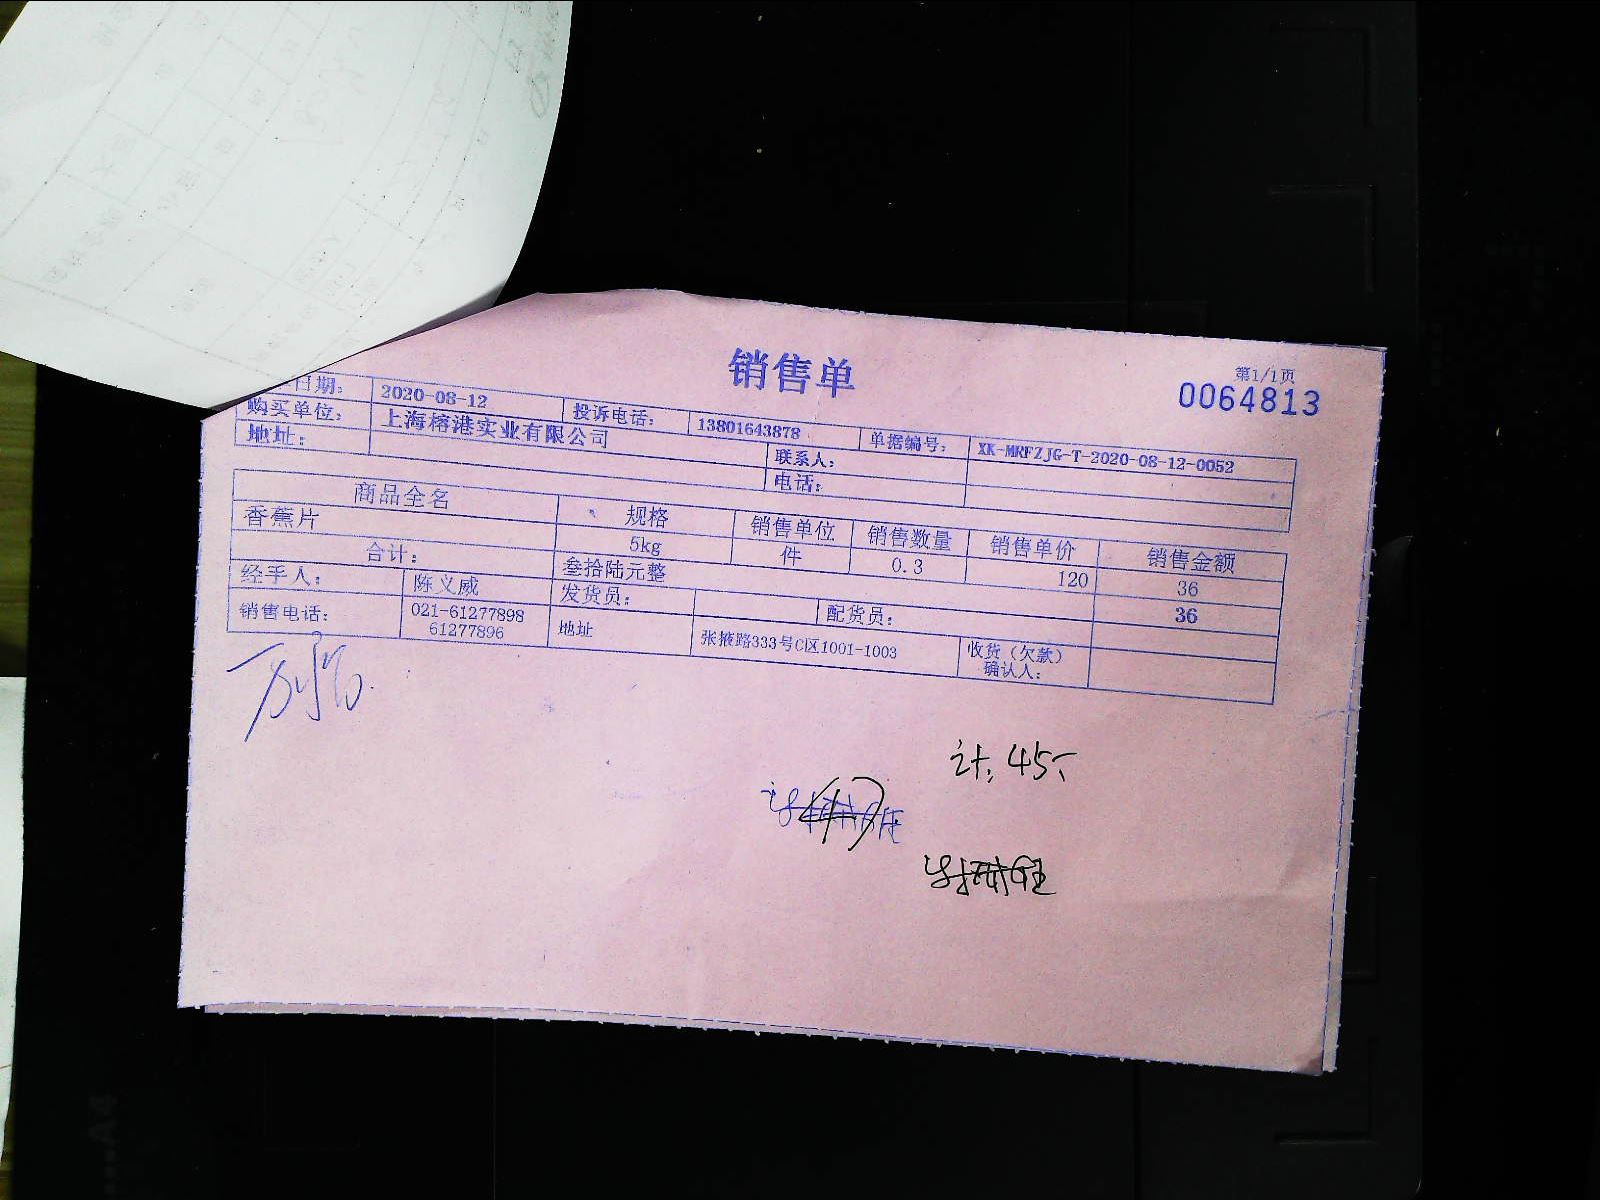 销售单
第1/1页
0064813
日期: 2020-08-12 投诉电话: 13801643878 单据编号: XK-MRFZJG-T-2020-08-12-0052
购买单位: 上海榕港实业有限公司 联系人:
地址: 电话:
商品全名 规格 销售单位 销售数量 销售单价 销售金额
香蕉片 5kg 件 0.3 120 36
合计: 叁拾陆元整 36
经手人: 陈义威 发货员: 配货员:
销售电话: 021-61277898 61277896 地址 张掖路333号C区1001-1003 收货(欠款)确认人:
计: 45